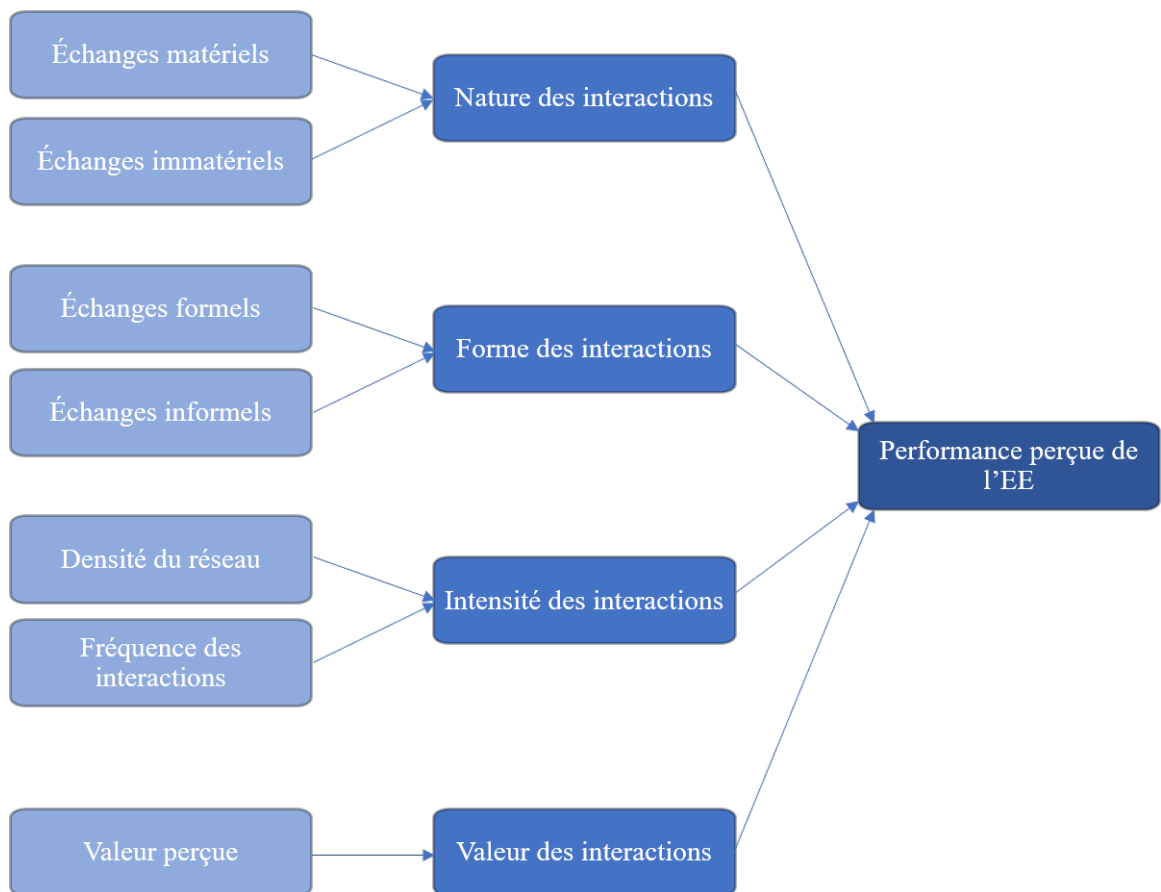 Échanges matériels
Échanges immatériels
Nature des interactions
Échanges formels
Échanges informels
Forme des interactions
Densité du réseau
Fréquence des
interactions
Intensité des interactions
Valeur perçue
Valeur des interactions
Performance perçue de
l’EE